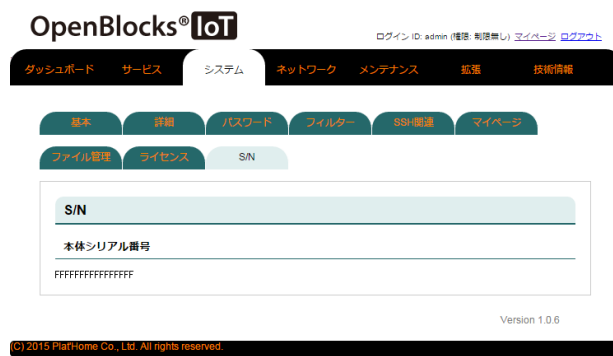 OpenBlocks® IoT
ログイン ID: admin (権限: 制限無し) マイページ ログアウト
ダッシュボード サービス システム ネットワーク メンテナンス 拡張 技術情報
基本 詳細 パスワード フィルター SSH関連 マイページ
ファイル管理 ライセンス S/N
S/N
本体シリアル番号
FFFFFFFFFFFFFFFF
Version 1.0.6
(C) 2015 Plat'Home Co., Ltd. All rights reserved.